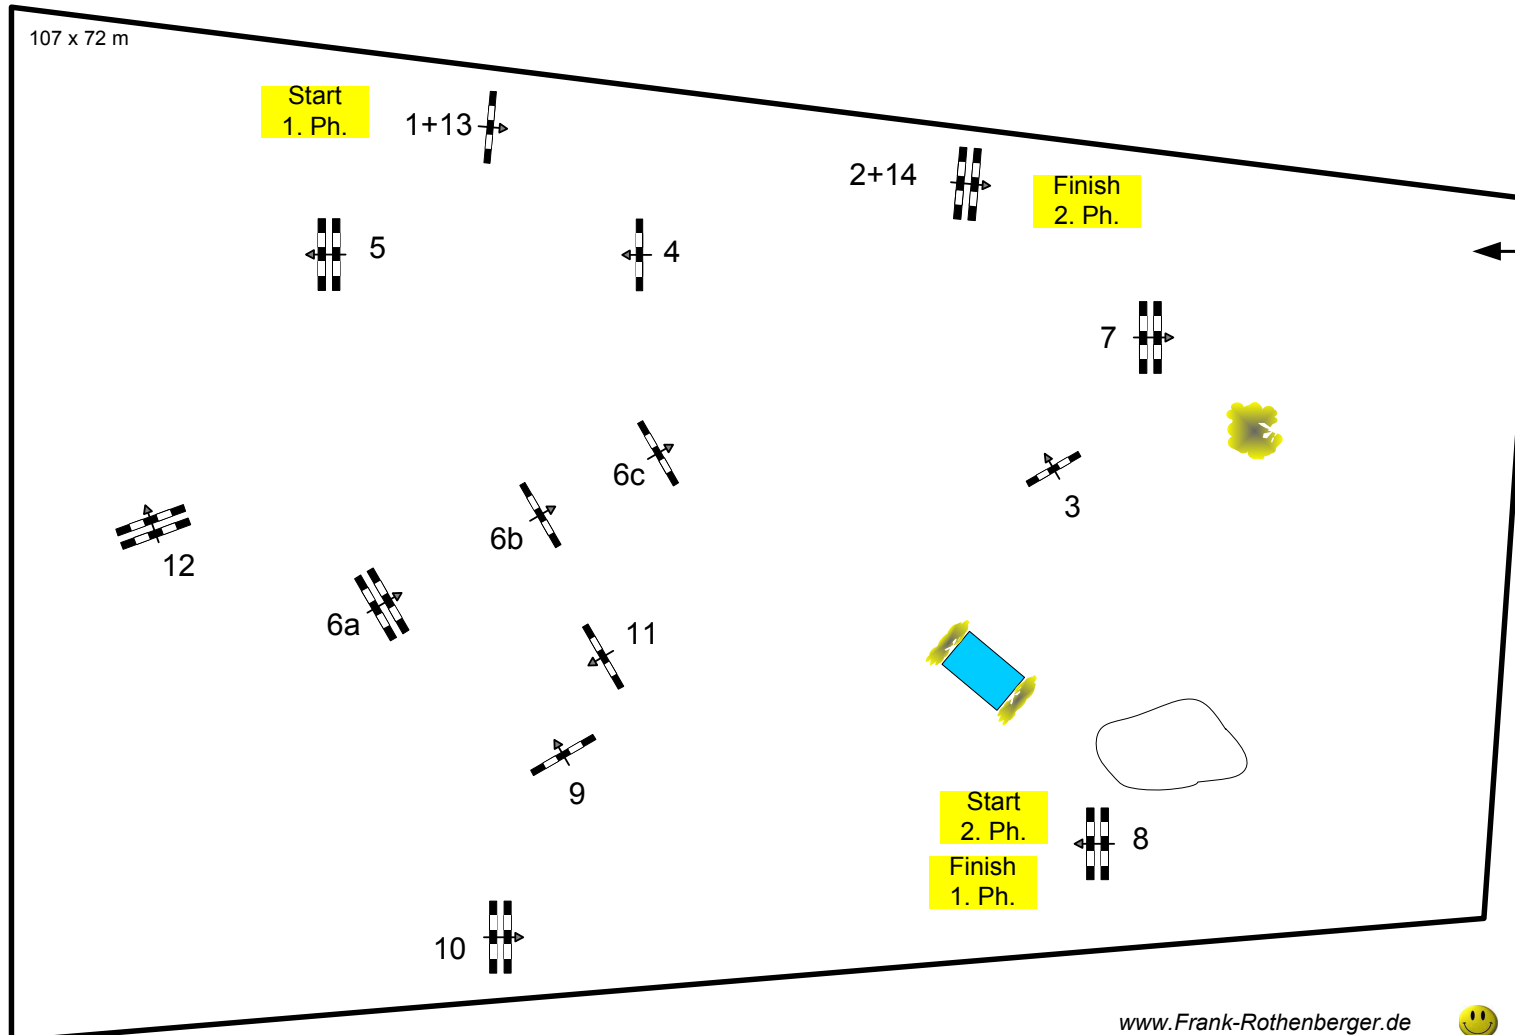 107 x 72 m
Start
1. Ph.
1+13
2+14
Finish
2. Ph.
5
4
7
6c
3
6b
12
6a
11
9
Start
2. Ph.
8
Finish
1. Ph.
10
www.Frank-Rothenberger.de